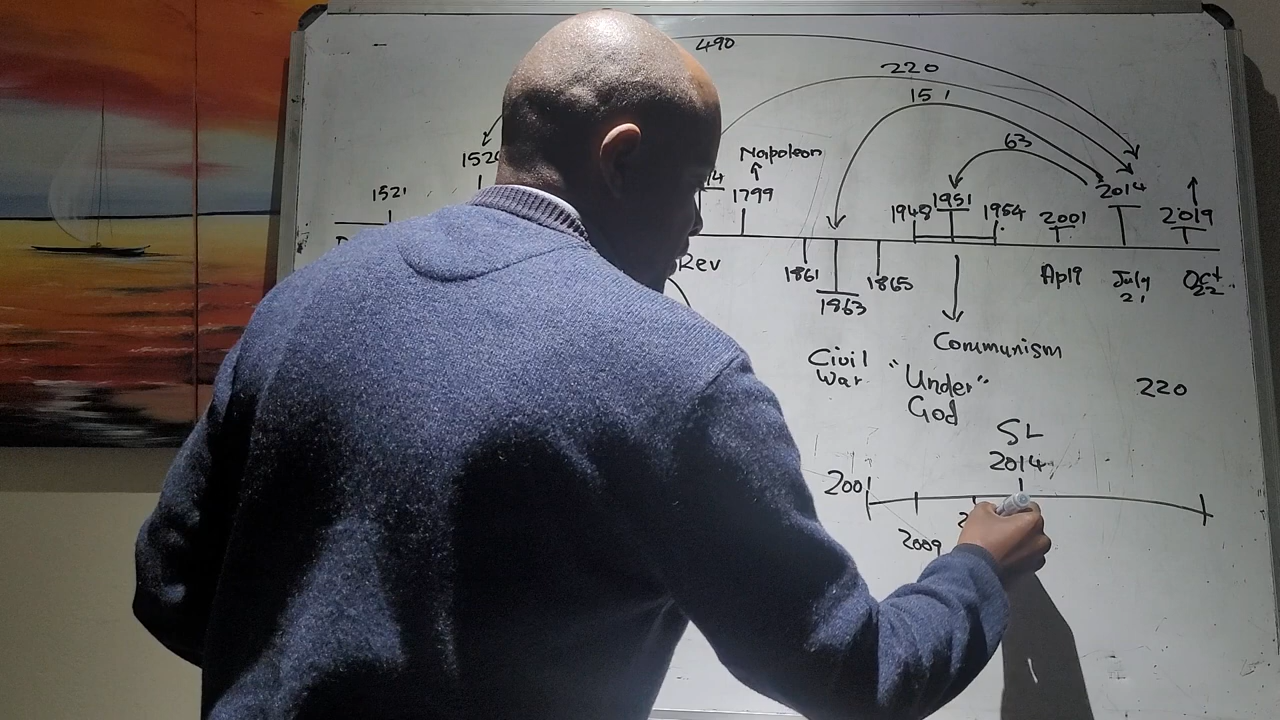 490
220
151
63
Napoleon
1521
1799
1948
1951
1954
2001
2014
2019
Rev
1861
1863
1865
Ap19
July
21
Oct
22
Civil
War
Communism
"Under"
God
220
SL
2014
2001
2009